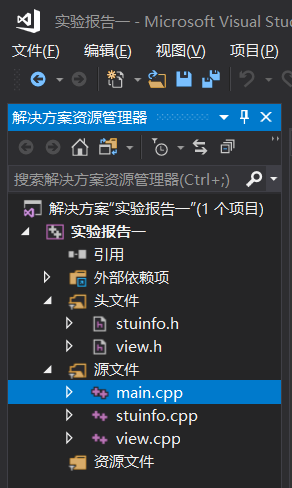 实验报告一 - Microsoft Visual Stu
文件(F) 编辑(E) 视图(V) 项目(P)
解决方案资源管理器
搜索解决方案资源管理器(Ctrl+;)
解决方案"实验报告一"(1 个项目)
实验报告一
引用
外部依赖项
头文件
stuinfo.h
view.h
源文件
main.cpp
stuinfo.cpp
view.cpp
资源文件